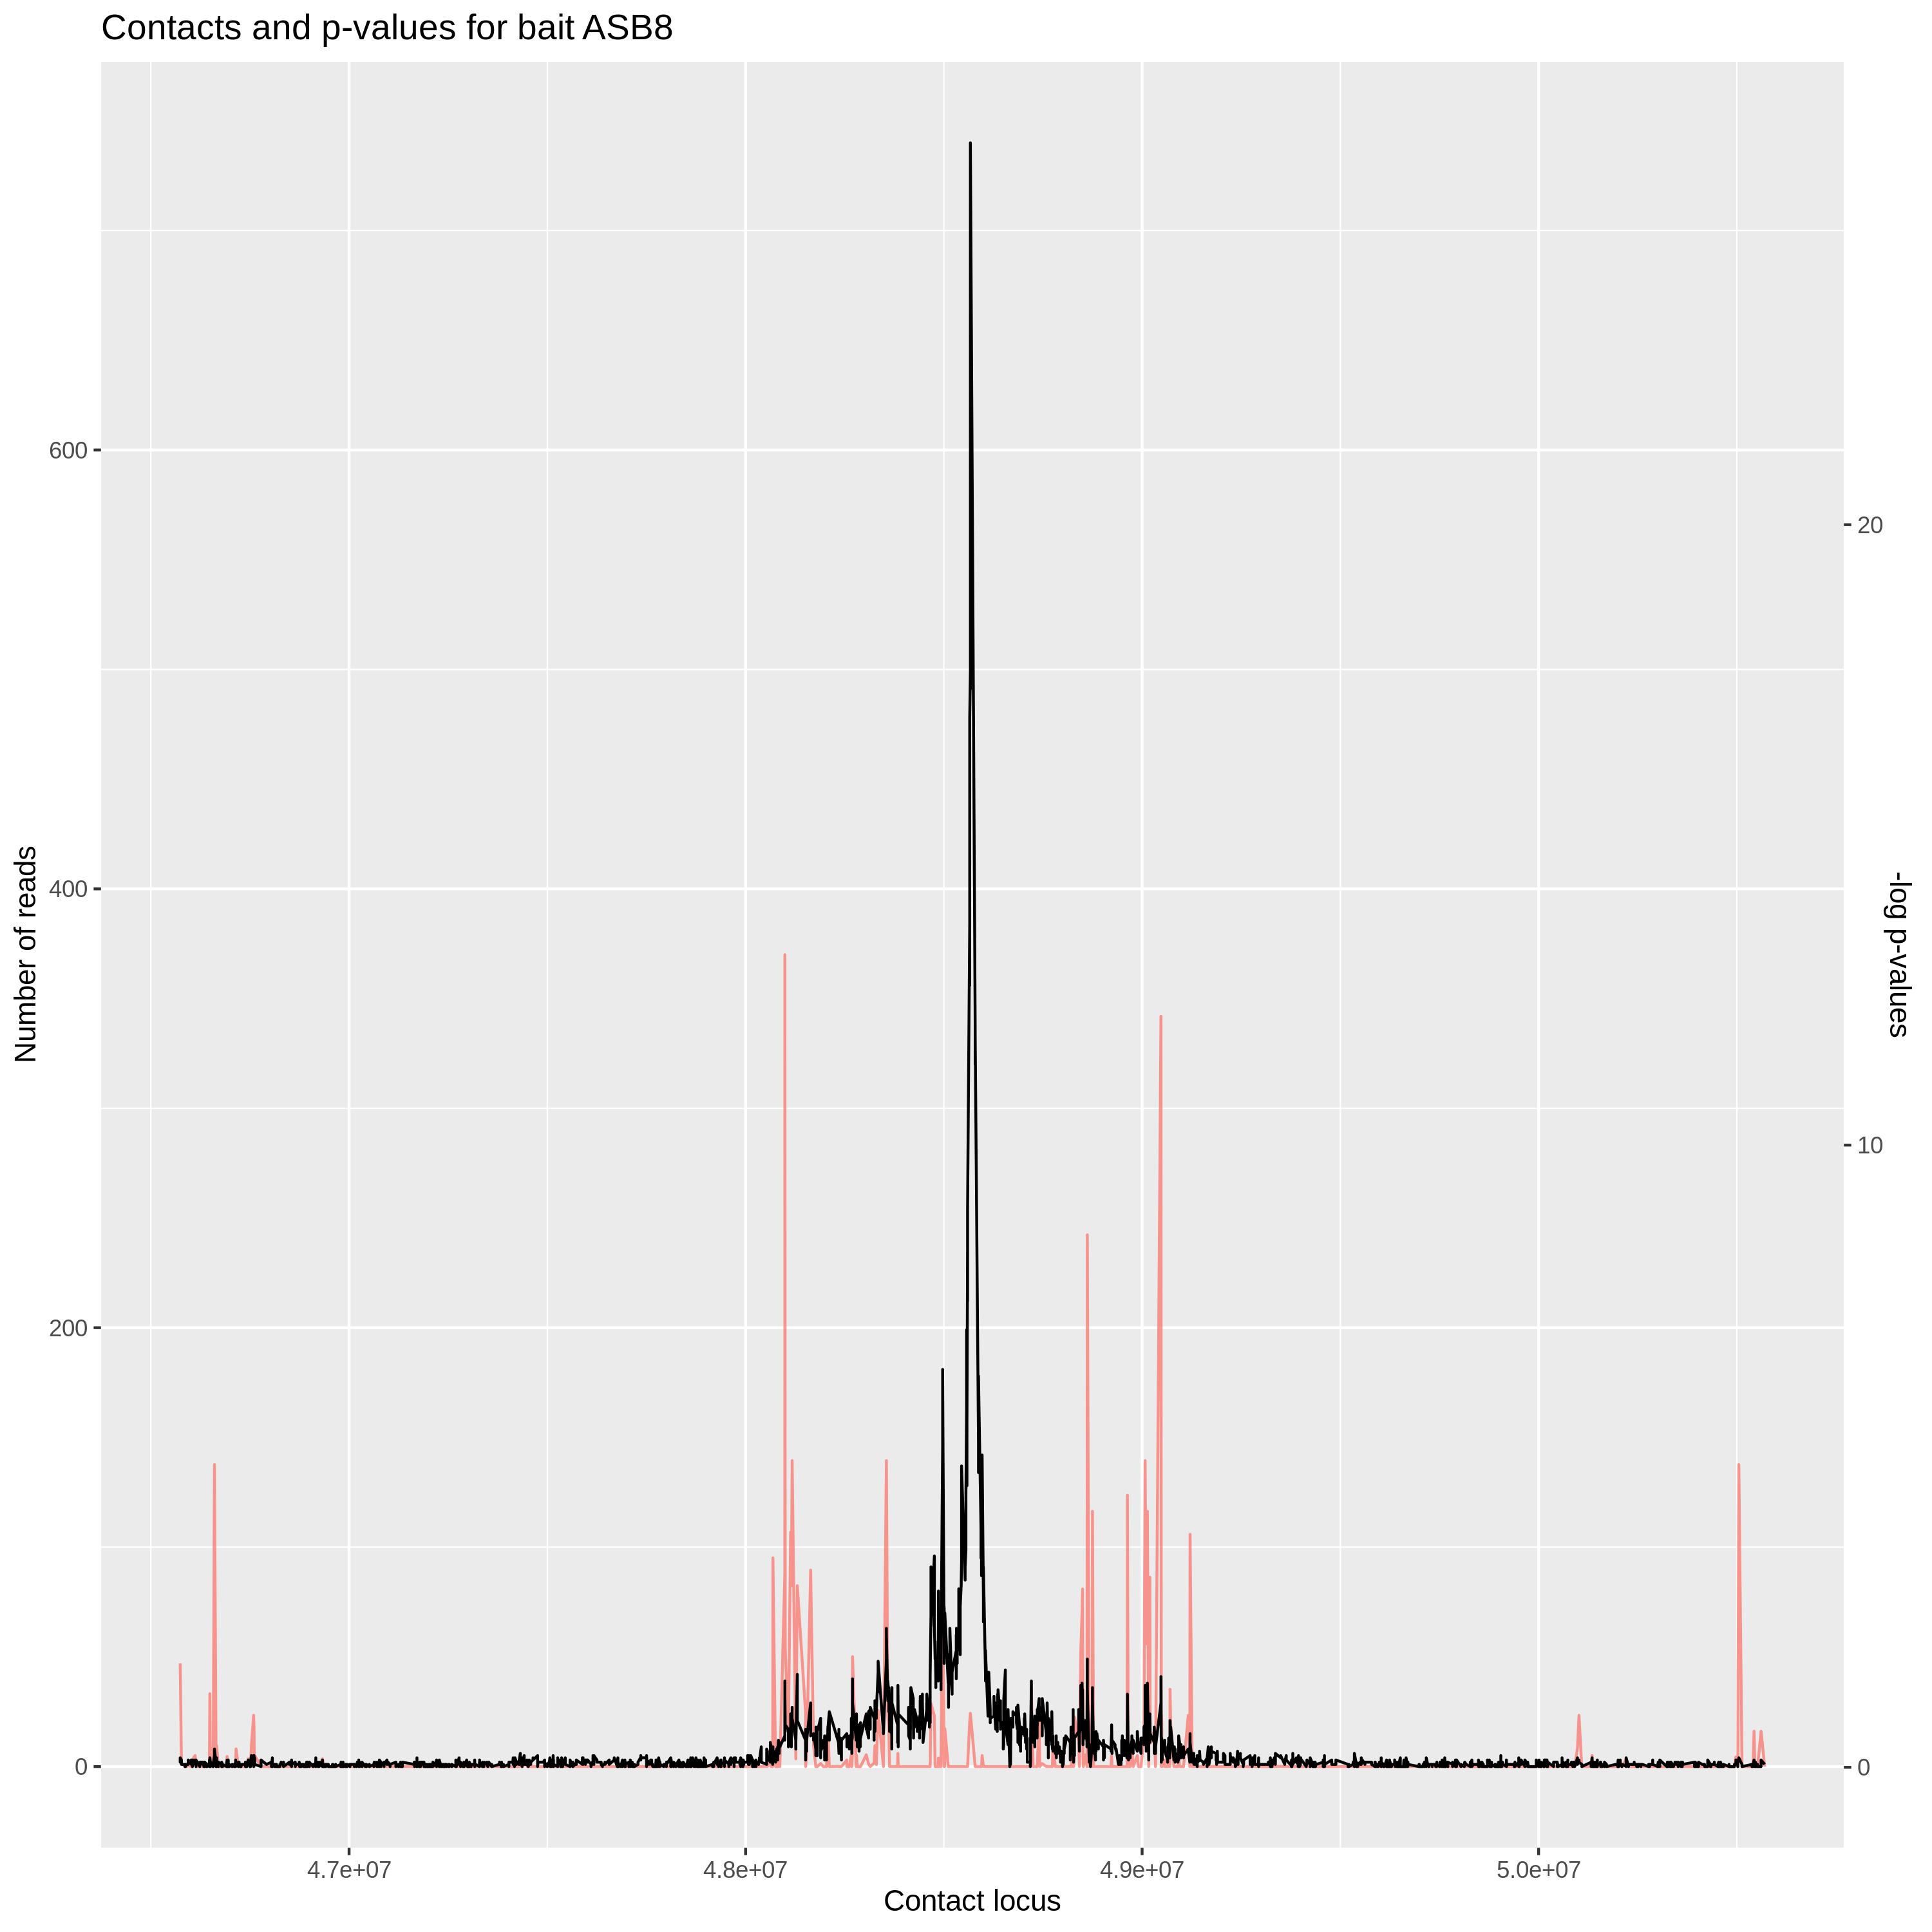 Contacts and p-values for bait ASB8
600
400
200
0
Number of reads
20
10
0
-log p-values
4.7e+07
4.8e+07
4.9e+07
5.0e+07
Contact locus